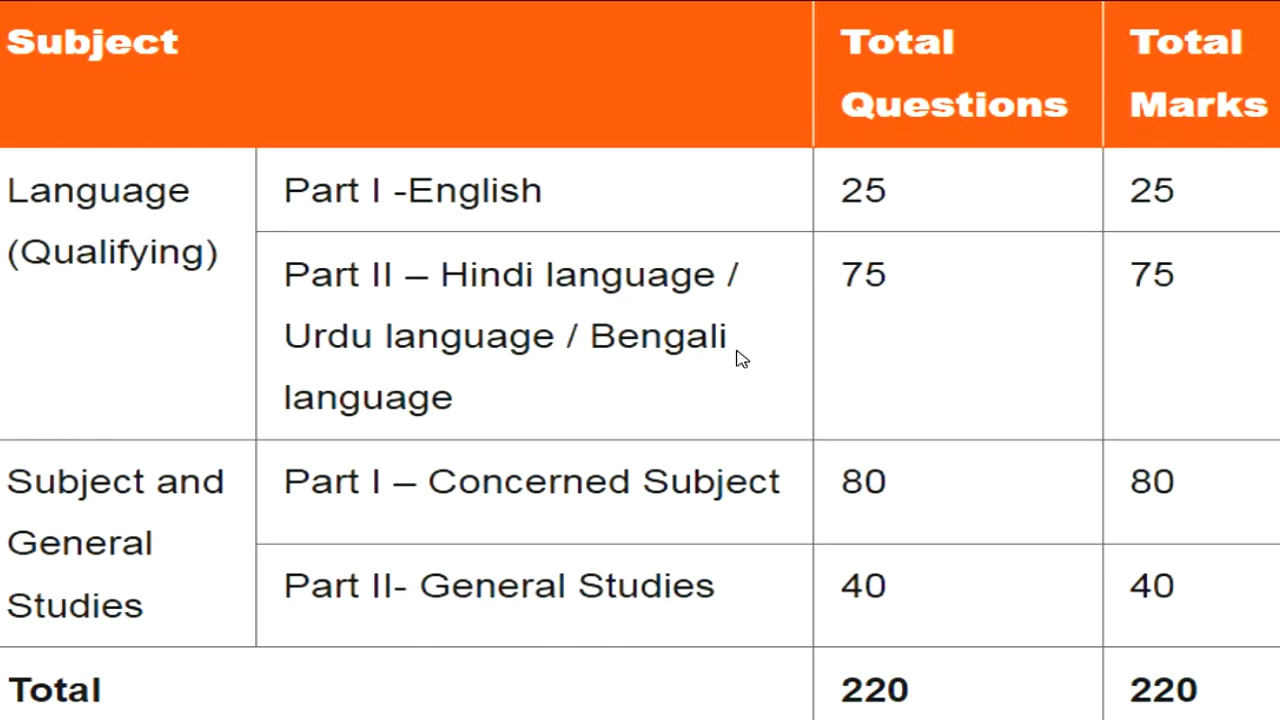 Subject
Total
Questions
Total
Marks
Language
(Qualifying)
Part I -English
25
25
Part II – Hindi language /
Urdu language / Bengali
language
75
75
Subject and
General
Studies
Part I – Concerned Subject
80
80
Part II- General Studies
40
40
Total
220
220